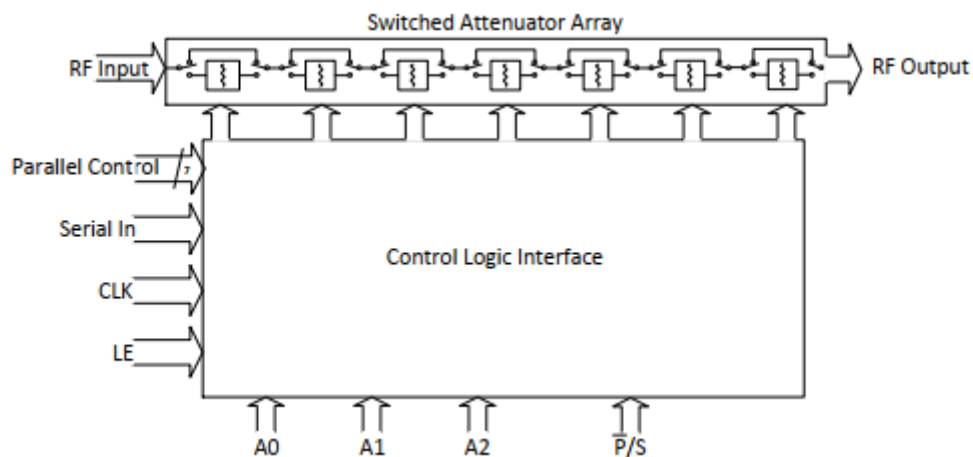 Switched Attenuator Array
RF Input
RF Output
Parallel Control
7
Serial In
Control Logic Interface
CLK
LE
A0
A1
A2
P̅/S